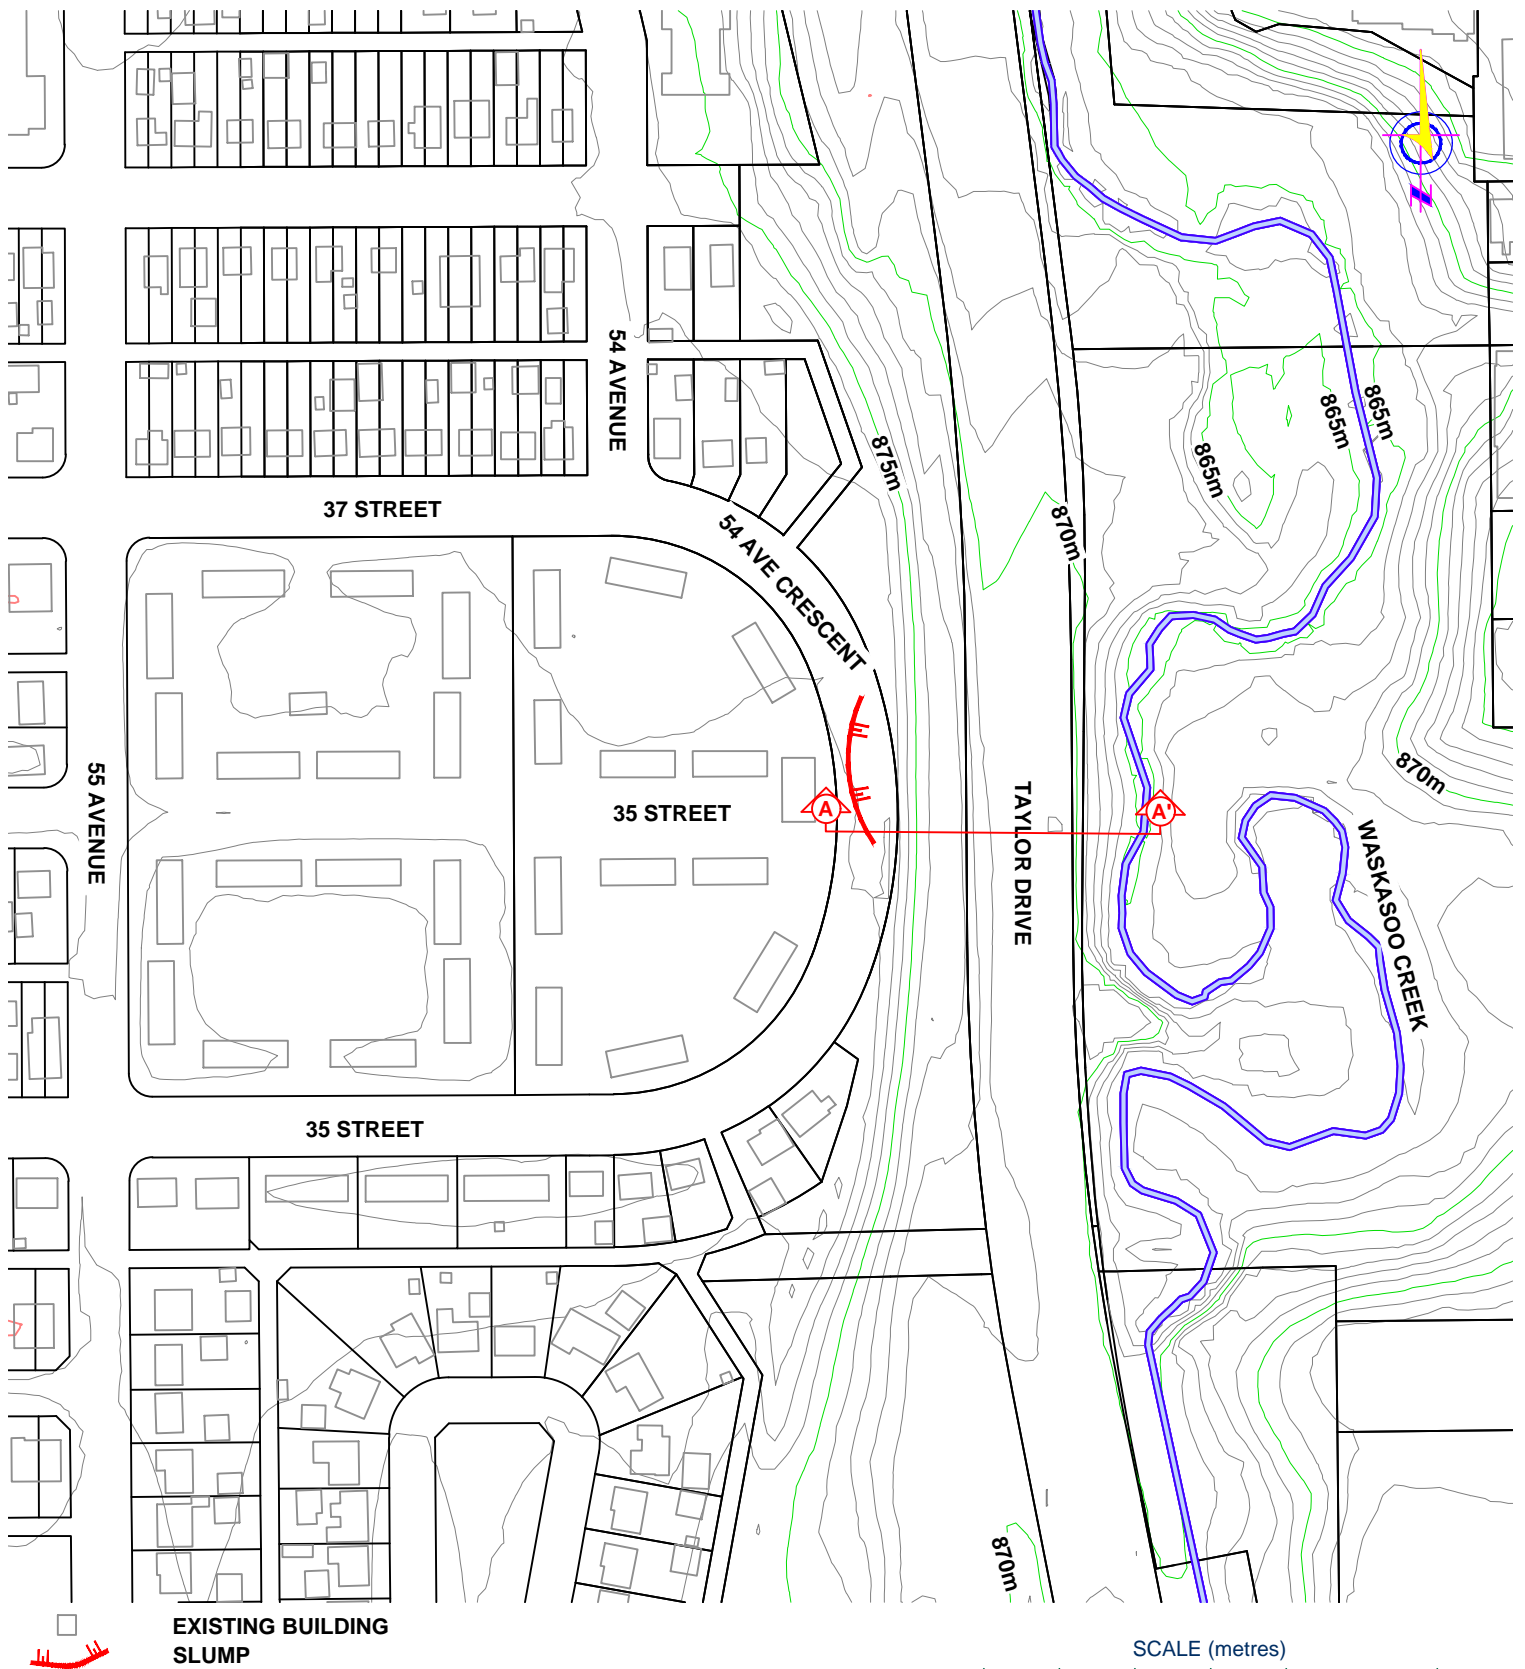 N
54 AVENUE
865m
865m
865m
875m
37 STREET
870m
54 AVE CRESCENT
870m
55 AVENUE
35 STREET
A
A'
TAYLOR DRIVE
WASKASOO CREEK
35 STREET
870m
EXISTING BUILDING
SLUMP
SCALE (metres)